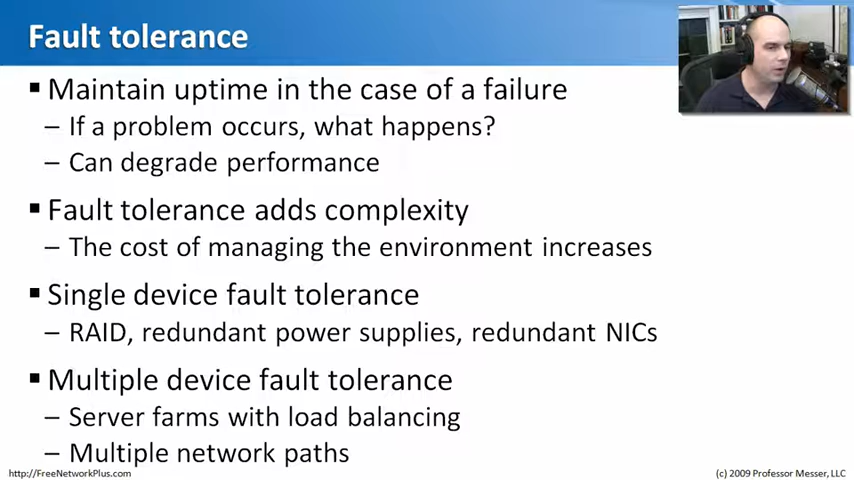 Fault tolerance
▪ Maintain uptime in the case of a failure
– If a problem occurs, what happens?
– Can degrade performance
▪ Fault tolerance adds complexity
– The cost of managing the environment increases
▪ Single device fault tolerance
– RAID, redundant power supplies, redundant NICs
▪ Multiple device fault tolerance
– Server farms with load balancing
– Multiple network paths
http://FreeNetworkPlus.com
(c) 2009 Professor Messer, LLC